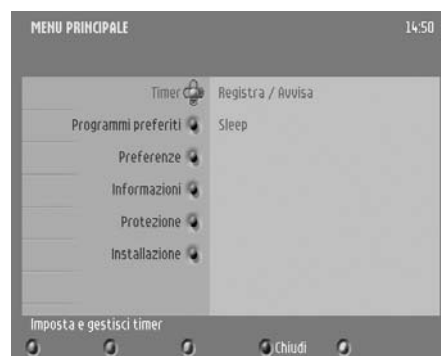 MENU PRINCIPALE 14:50
Timer Registra / Avvisa
Programmi preferiti Sleep
Preferenze
Informazioni
Protezione
Installazione
Imposta e gestisci timer
Chiudi